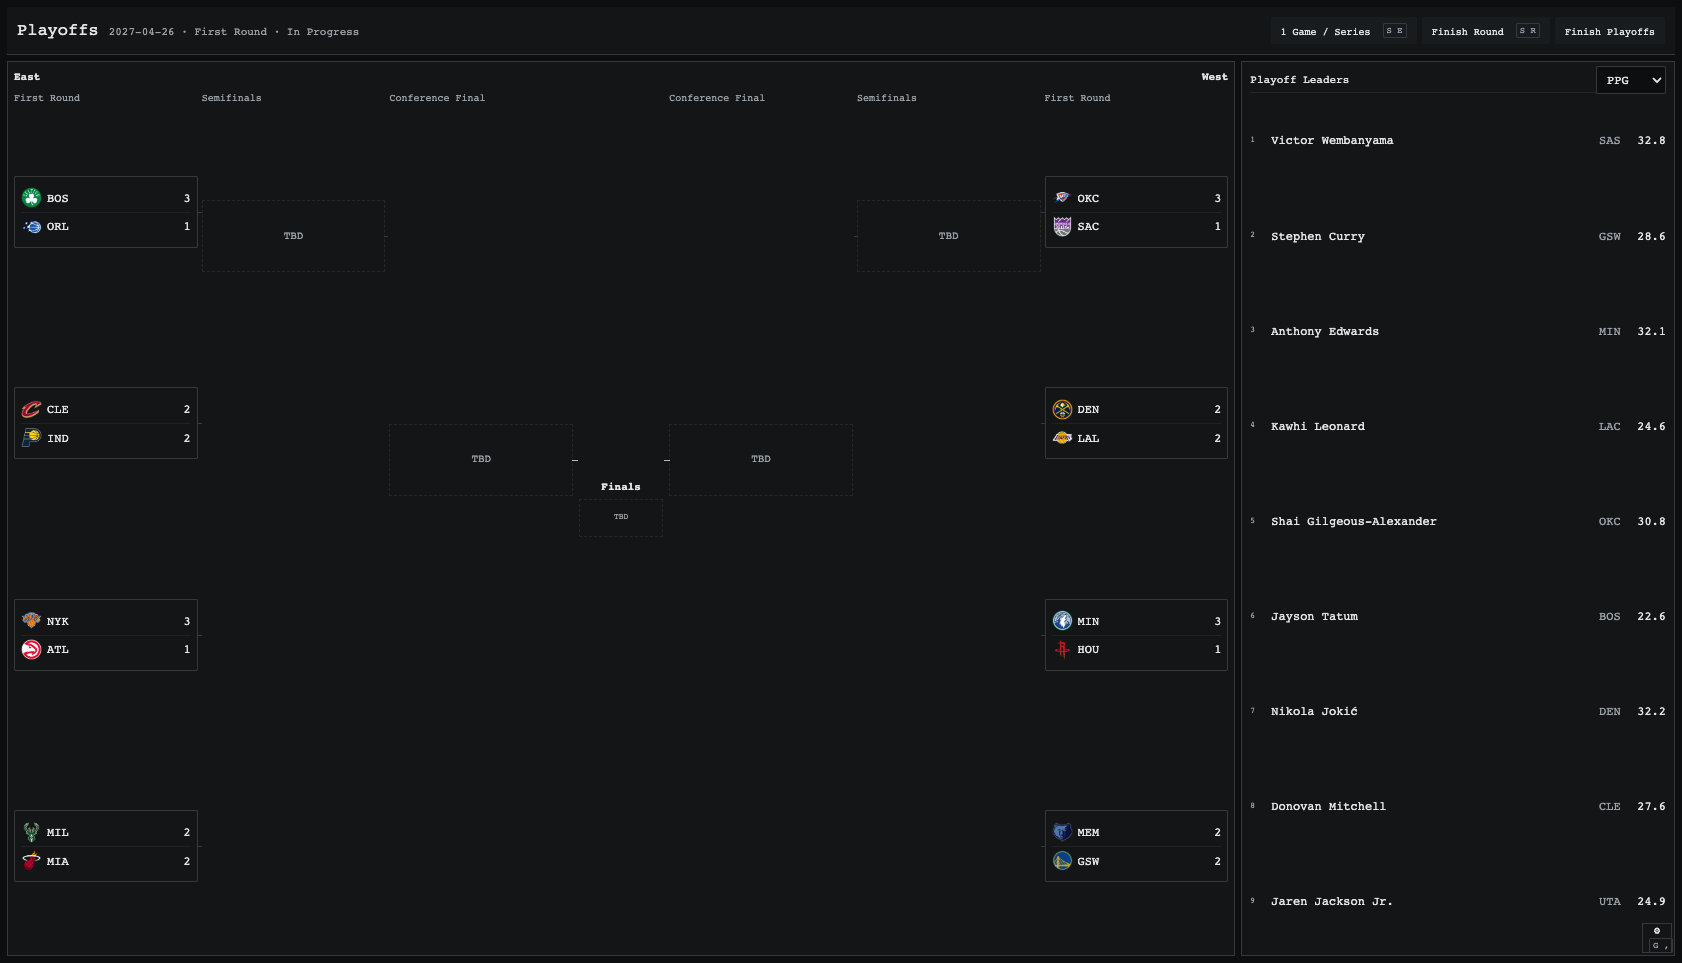 Playoffs 2027-04-26 • First Round • In Progress
1 Game / Series S E Finish Round S R Finish Playoffs
East West
First Round Semifinals Conference Final Conference Final Semifinals First Round
BOS 3
ORL 1
TBD
CLE 2
IND 2
TBD
NYK 3
ATL 1
MIL 2
MIA 2
Finals
TBD
TBD
TBD
OKC 3
SAC 1
DEN 2
LAL 2
MIN 3
HOU 1
MEM 2
GSW 2
Playoff Leaders PPG
1 Victor Wembanyama SAS 32.8
2 Stephen Curry GSW 28.6
3 Anthony Edwards MIN 32.1
4 Kawhi Leonard LAC 24.6
5 Shai Gilgeous-Alexander OKC 30.8
6 Jayson Tatum BOS 22.6
7 Nikola Jokić DEN 32.2
8 Donovan Mitchell CLE 27.6
9 Jaren Jackson Jr. UTA 24.9
G ,